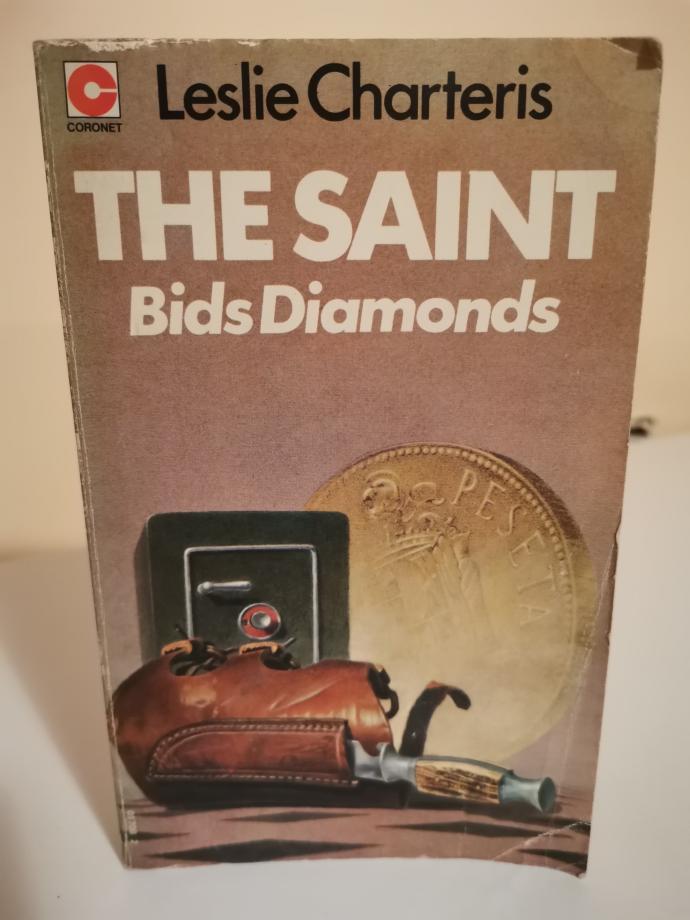 Leslie Charteris
CORONET
THE SAINT
Bids Diamonds
PESETA